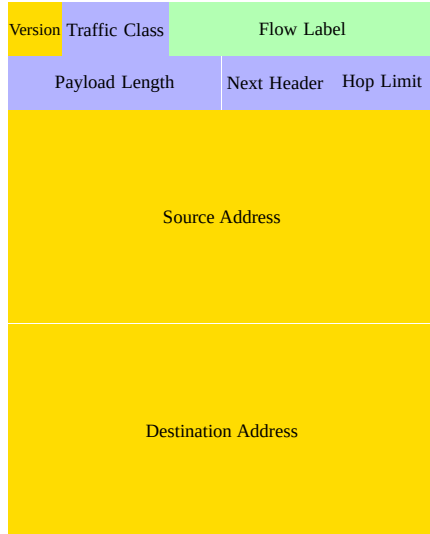 Version Traffic Class Flow Label
Payload Length Next Header Hop Limit
Source Address
Destination Address